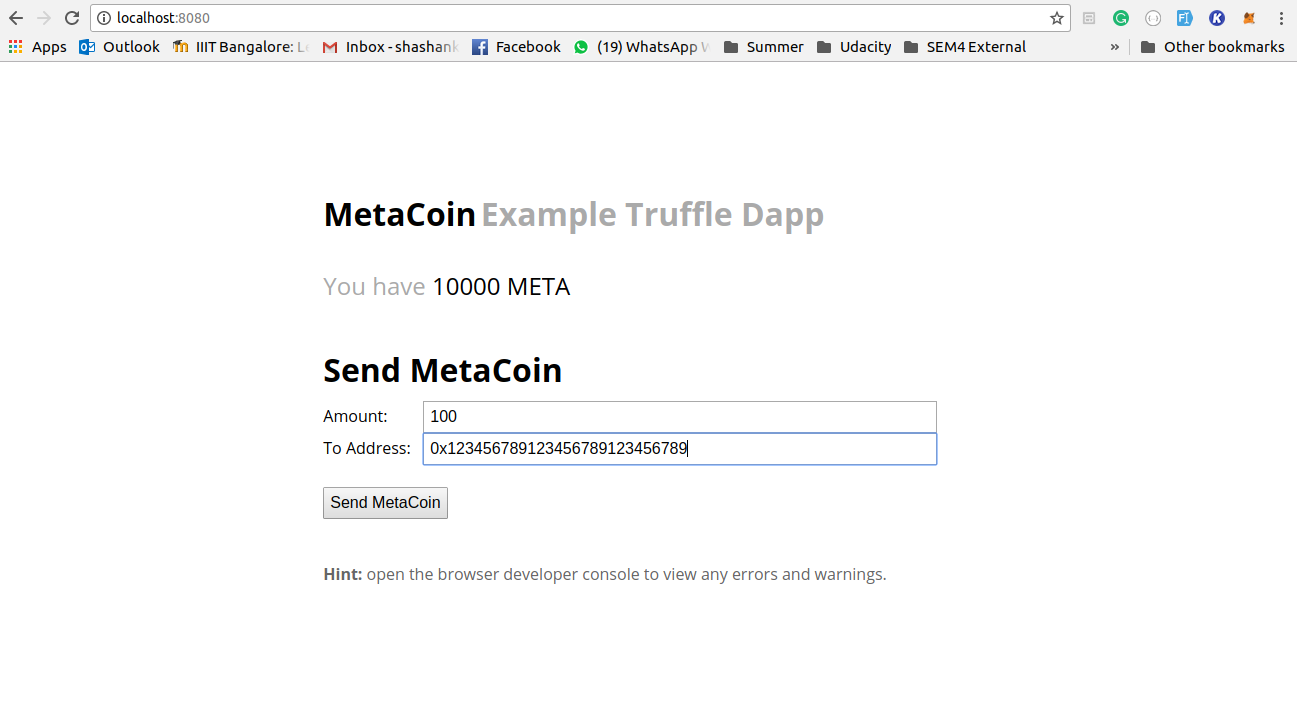 localhost:8080
Apps Outlook IIIT Bangalore: Le Inbox - shashank Facebook (19) WhatsApp Summer Udacity SEM4 External » Other bookmarks
MetaCoin Example Truffle Dapp
You have 10000 META
Send MetaCoin
Amount: 100
To Address: 0x123456789123456789123456789
Send MetaCoin
Hint: open the browser developer console to view any errors and warnings.